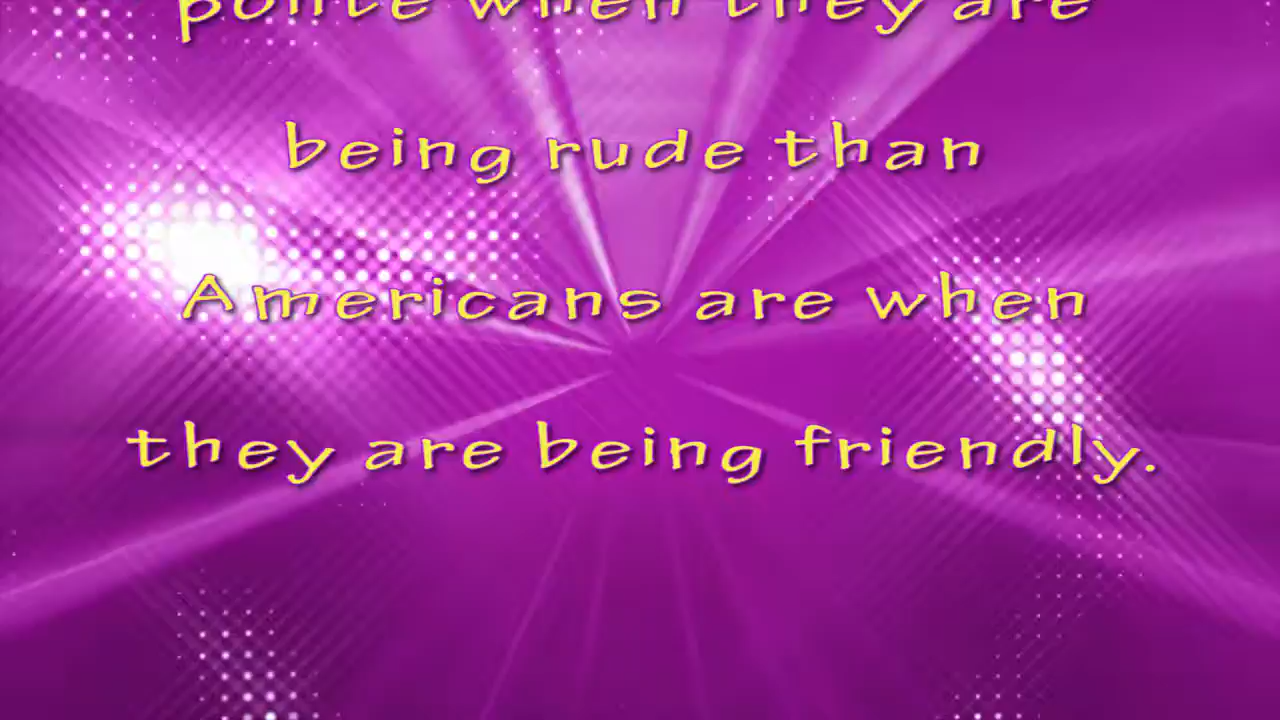 polite when they are
being rude than
Americans are when
they are being friendly.